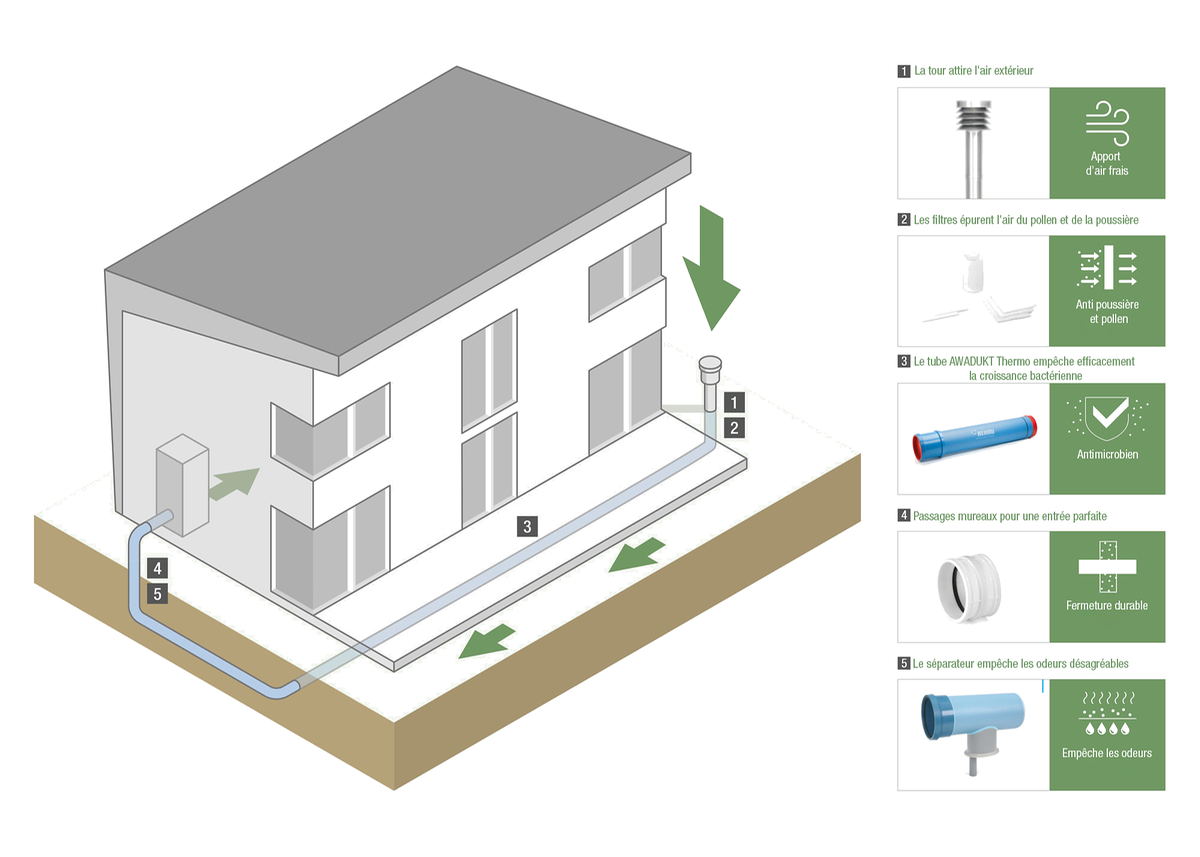 1 La tour attire l'air extérieur
Apport
d'air frais
2 Les filtres épurent l'air du pollen et de la poussière
Anti poussière
et pollen
3 Le tube AWADUKT Thermo empêche efficacement
la croissance bactérienne
REHAU
Antimicrobien
4 Passages mureaux pour une entrée parfaite
Fermeture durable
5 Le séparateur empêche les odeurs désagréables
Empêche les odeurs
1
2
3
4
5